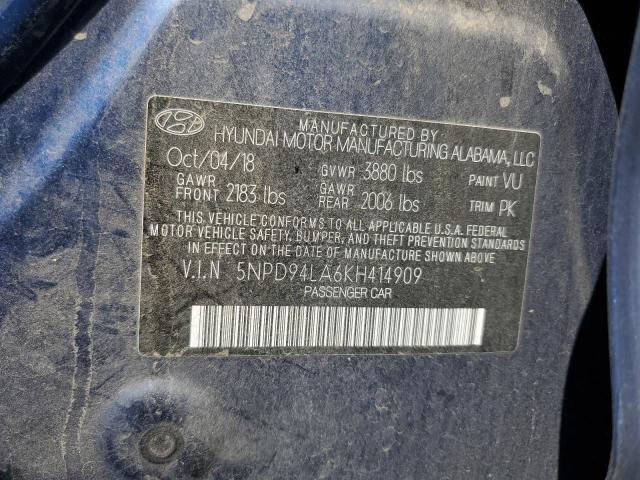 MANUFACTURED BY
HYUNDAI MOTOR MANUFACTURING ALABAMA, LLC
Oct/04/18 GVWR 3880 lbs PAINT VU
GAWR FRONT 2183 lbs GAWR REAR 2006 lbs TRIM PK
THIS VEHICLE CONFORMS TO ALL APPLICABLE U.S.A. FEDERAL
MOTOR VEHICLE SAFETY, BUMPER, AND THEFT PREVENTION STANDARDS
IN EFFECT ON THE DATE OF MANUFACTURE SHOWN ABOVE.
V.I.N 5NPD94LA6KH414909
PASSENGER CAR